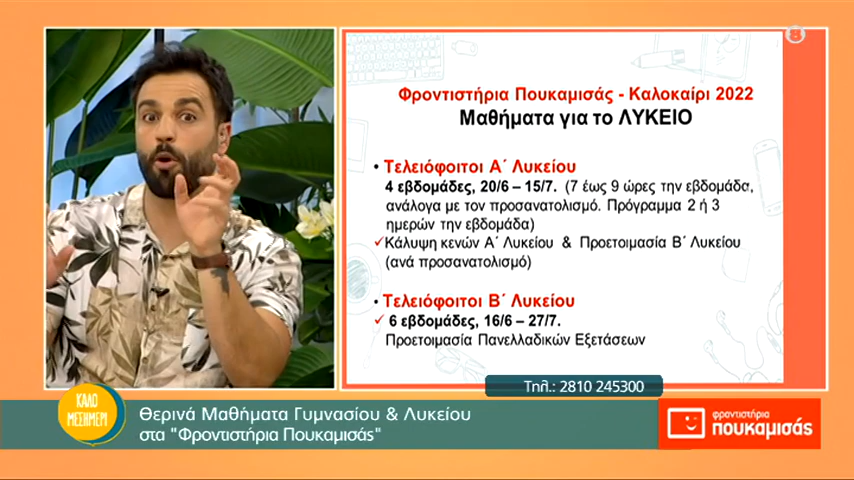 8
Φροντιστήρια Πουκαμισάς - Καλοκαίρι 2022
Μαθήματα για το ΛΥΚΕΙΟ
• Τελειόφοιτοι Α΄ Λυκείου
4 εβδομάδες, 20/6 – 15/7. (7 έως 9 ώρες την εβδομάδα,
ανάλογα με τον προσανατολισμό. Πρόγραμμα 2 ή 3
ημερών την εβδομάδα)
✓Κάλυψη κενών Α΄ Λυκείου & Προετοιμασία Β΄ Λυκείου
(ανά προσανατολισμό)
• Τελειόφοιτοι Β΄ Λυκείου
✓ 6 εβδομάδες, 16/6 – 27/7.
Προετοιμασία Πανελλαδικών Εξετάσεων
Τηλ.: 2810 245300
ΚΑΛΟ
ΜΕΣΗΜΕΡΙ
Θερινά Μαθήματα Γυμνασίου & Λυκείου
στα "Φροντιστήρια Πουκαμισάς"
φροντιστήρια
πουκαμισάς